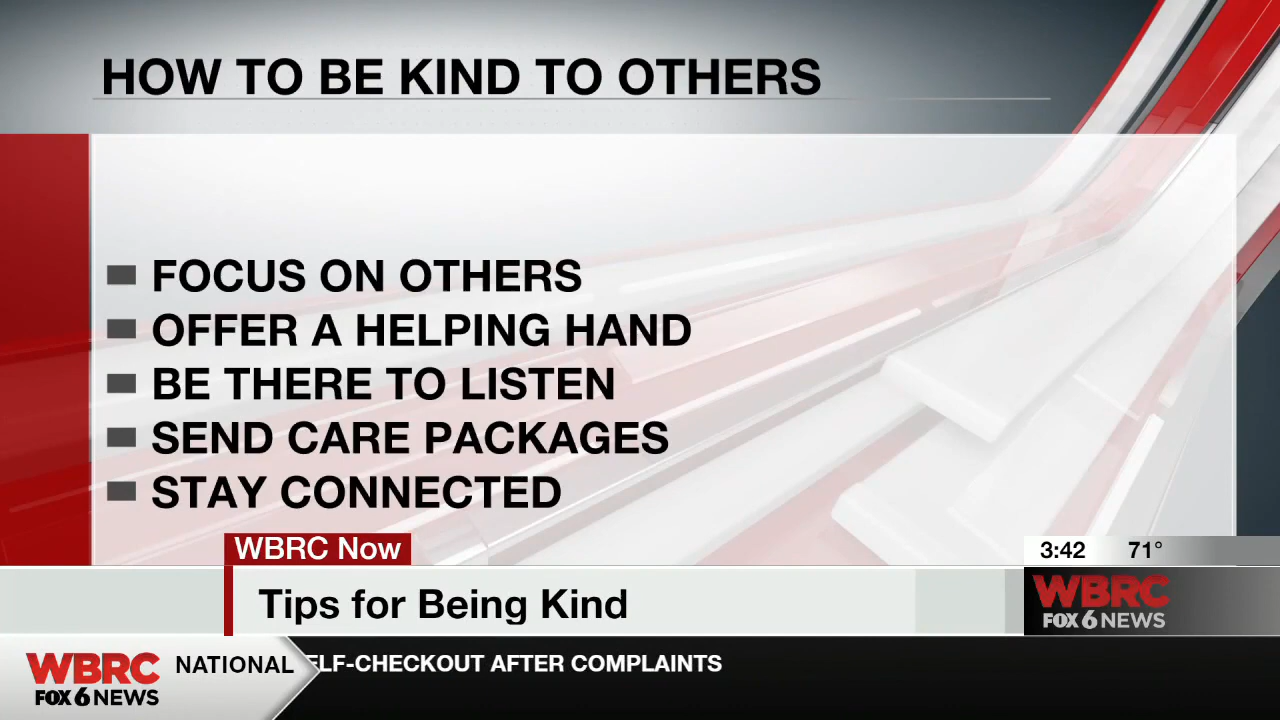 HOW TO BE KIND TO OTHERS
FOCUS ON OTHERS
OFFER A HELPING HAND
BE THERE TO LISTEN
SEND CARE PACKAGES
STAY CONNECTED
WBRC Now
3:42 71°
Tips for Being Kind
WBRC
FOX 6 NEWS
WBRC
FOX 6 NEWS
NATIONAL ELF-CHECKOUT AFTER COMPLAINTS